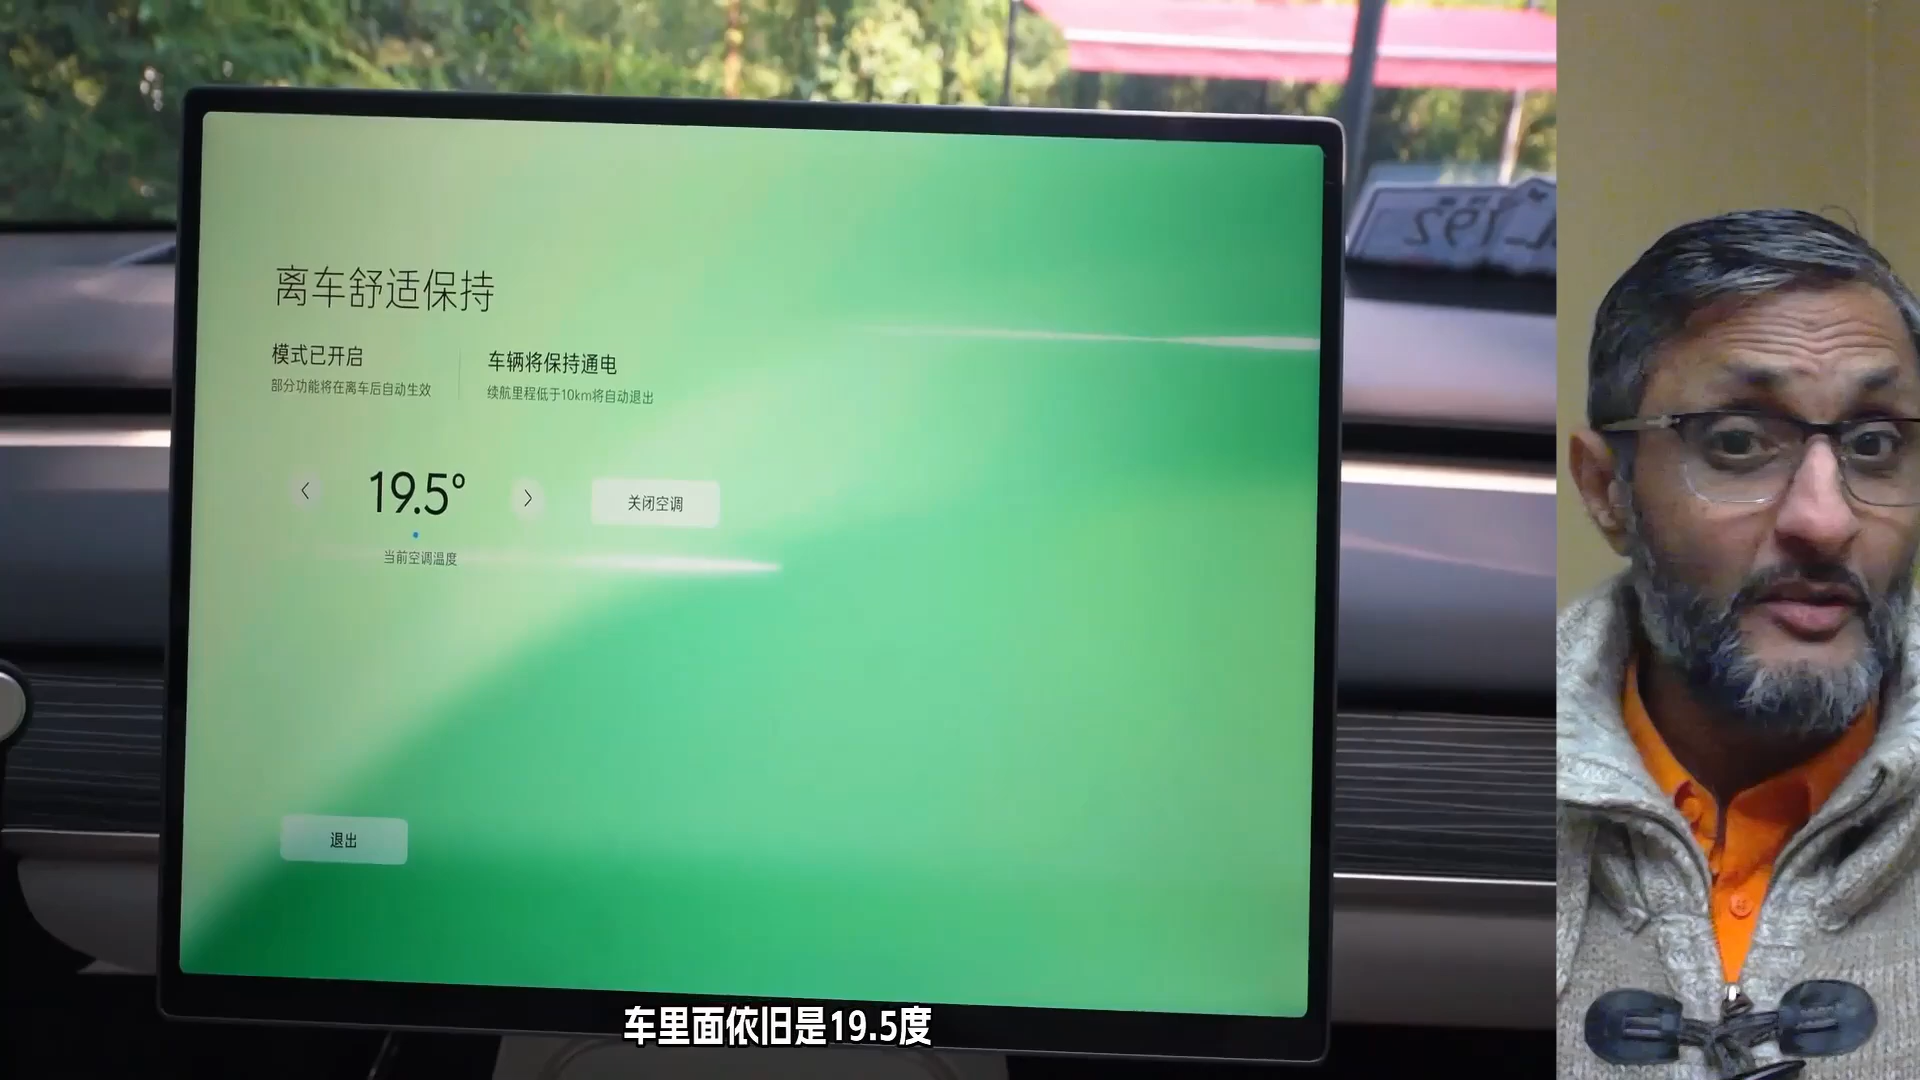 离车舒适保持
模式已开启
部分功能将在离车后自动生效
车辆将保持通电
续航里程低于10km将自动退出
19.5°
关闭空调
当前空调温度
退出
车里面依旧是19.5度